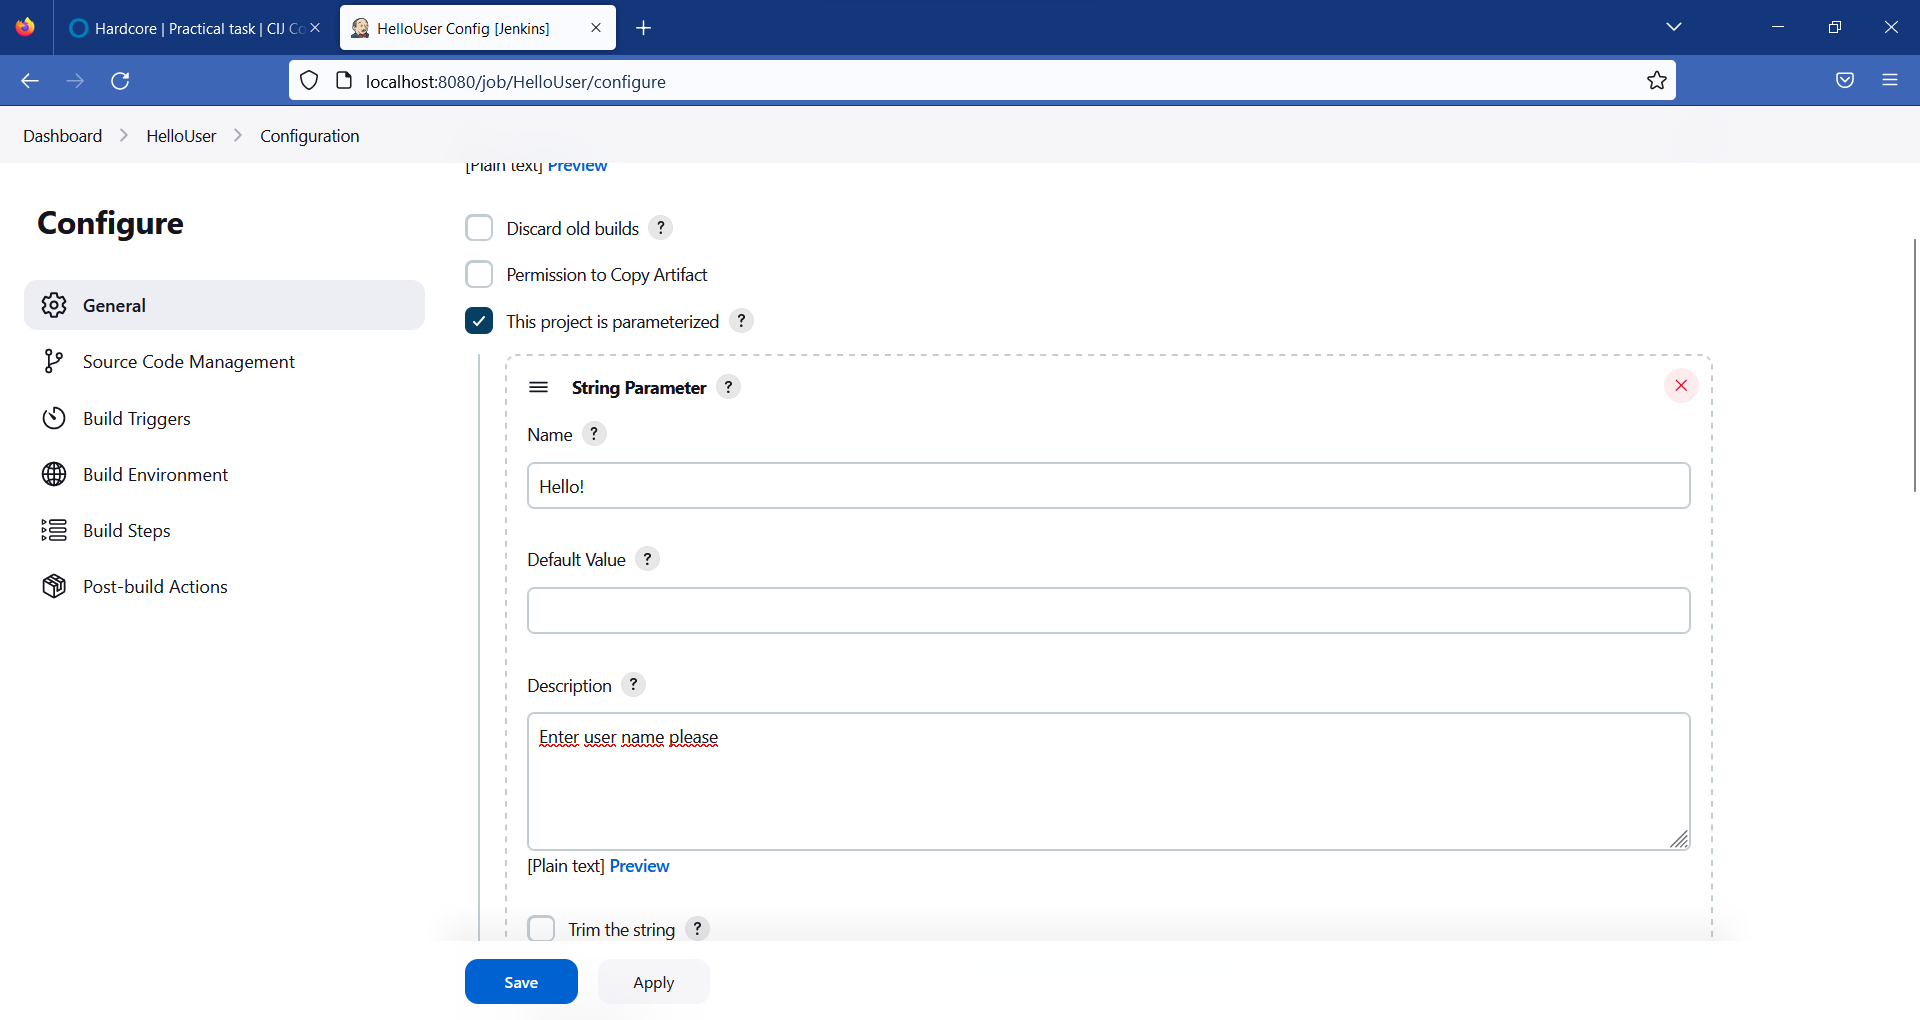 Hardcore | Practical task | CIJ Co
HelloUser Config [Jenkins]
localhost:8080/job/HelloUser/configure
Dashboard
HelloUser
Configuration
[Plain text] Preview
Configure
Discard old builds ?
Permission to Copy Artifact
General
This project is parameterized ?
Source Code Management
String Parameter ?
Build Triggers
Name ?
Build Environment
Hello!
Build Steps
Default Value ?
Post-build Actions
Description ?
Enter user name please
[Plain text] Preview
Trim the string ?
Save
Apply